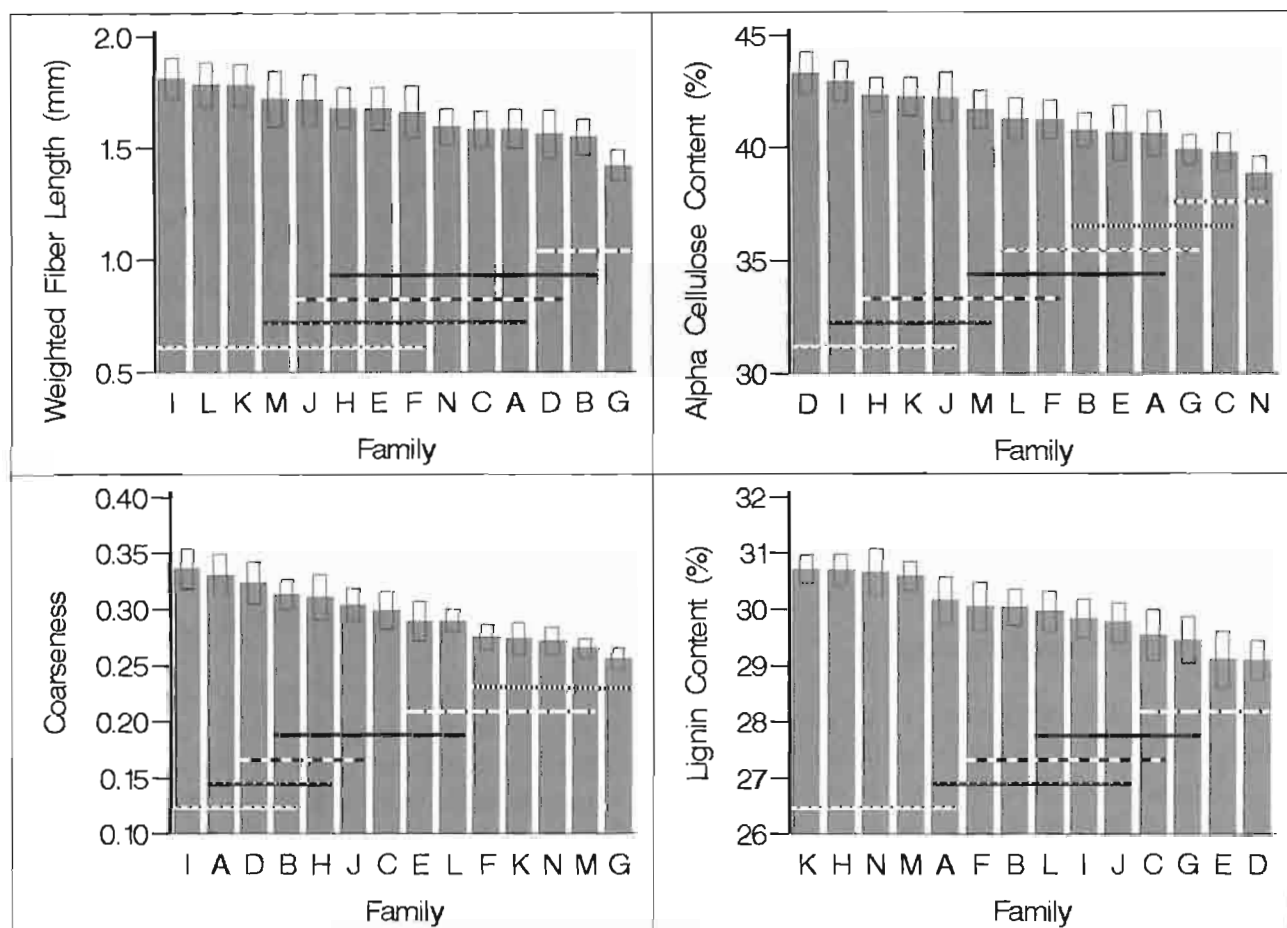 Weighted Fiber Length (mm)
2.0
1.5
1.0
0.5
I L K M J H E F N C A D B G
Family
Alpha Cellulose Content (%)
45
40
35
30
D I H K J M L F B E A G C N
Family
Coarseness
0.40
0.35
0.30
0.25
0.20
0.15
0.10
I A D B H J C E L F K N M G
Family
Lignin Content (%)
32
31
30
29
28
27
26
K H N M A F B L I J C G E D
Family